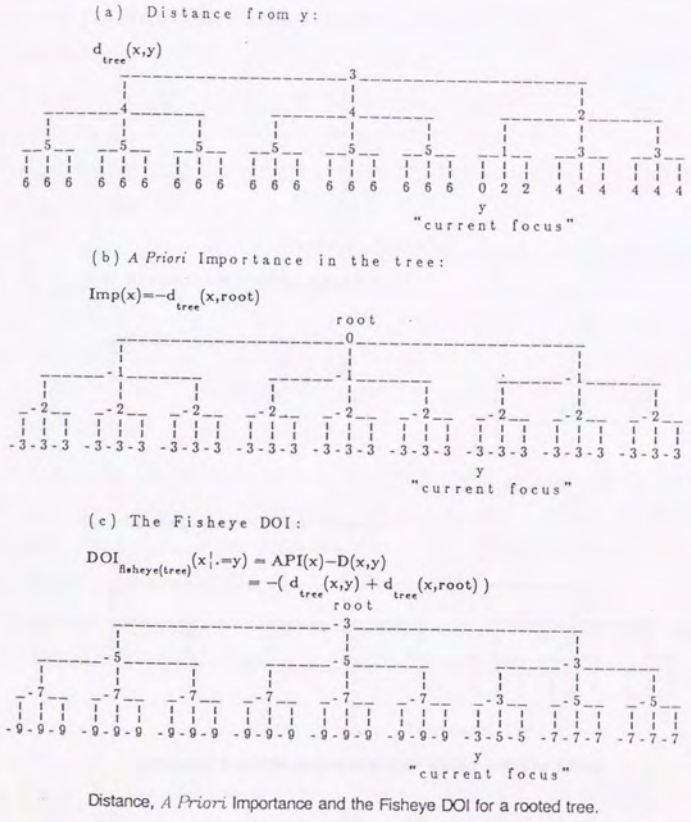 (a) Distance from y:
d_tree(x,y)
3
4 4 2
5 5 5 5 5 5 1 3 3
6 6 6 6 6 6 6 6 6 6 6 6 6 6 6 6 6 6 0 2 2 4 4 4 4 4 4
y
"current focus"
(b) A Priori Importance in the tree:
Imp(x)=-d_tree(x,root)
root
0
-1 -1 -1
-2 -2 -2 -2 -2 -2 -2 -2 -2
-3-3-3 -3-3-3 -3-3-3 -3-3-3 -3-3-3 -3-3-3 -3-3-3 -3-3-3 -3-3-3
y
"current focus"
(c) The Fisheye DOI:
DOI_fisheye(tree)(x¦.=y) = API(x)-D(x,y)
= -( d_tree(x,y) + d_tree(x,root) )
root
-3
-5 -5 -3
-7 -7 -7 -7 -7 -7 -3 -5 -5
-9-9-9 -9-9-9 -9-9-9 -9-9-9 -9-9-9 -9-9-9 -3-5-5 -7-7-7 -7-7-7
y
"current focus"
Distance, A Priori Importance and the Fisheye DOI for a rooted tree.